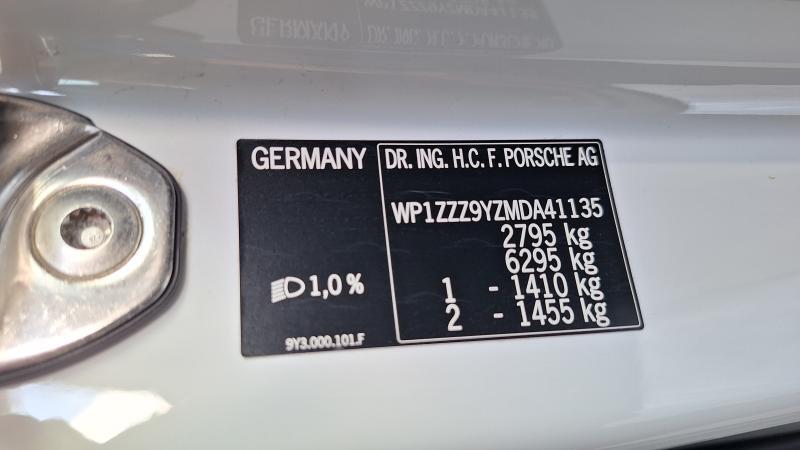 GERMANY
DR. ING. H.C. F. PORSCHE AG
WP1ZZZ9YZMDA41135
2795 kg
6295 kg
1 - 1410 kg
2 - 1455 kg
1,0 %
9Y3.000.101.F